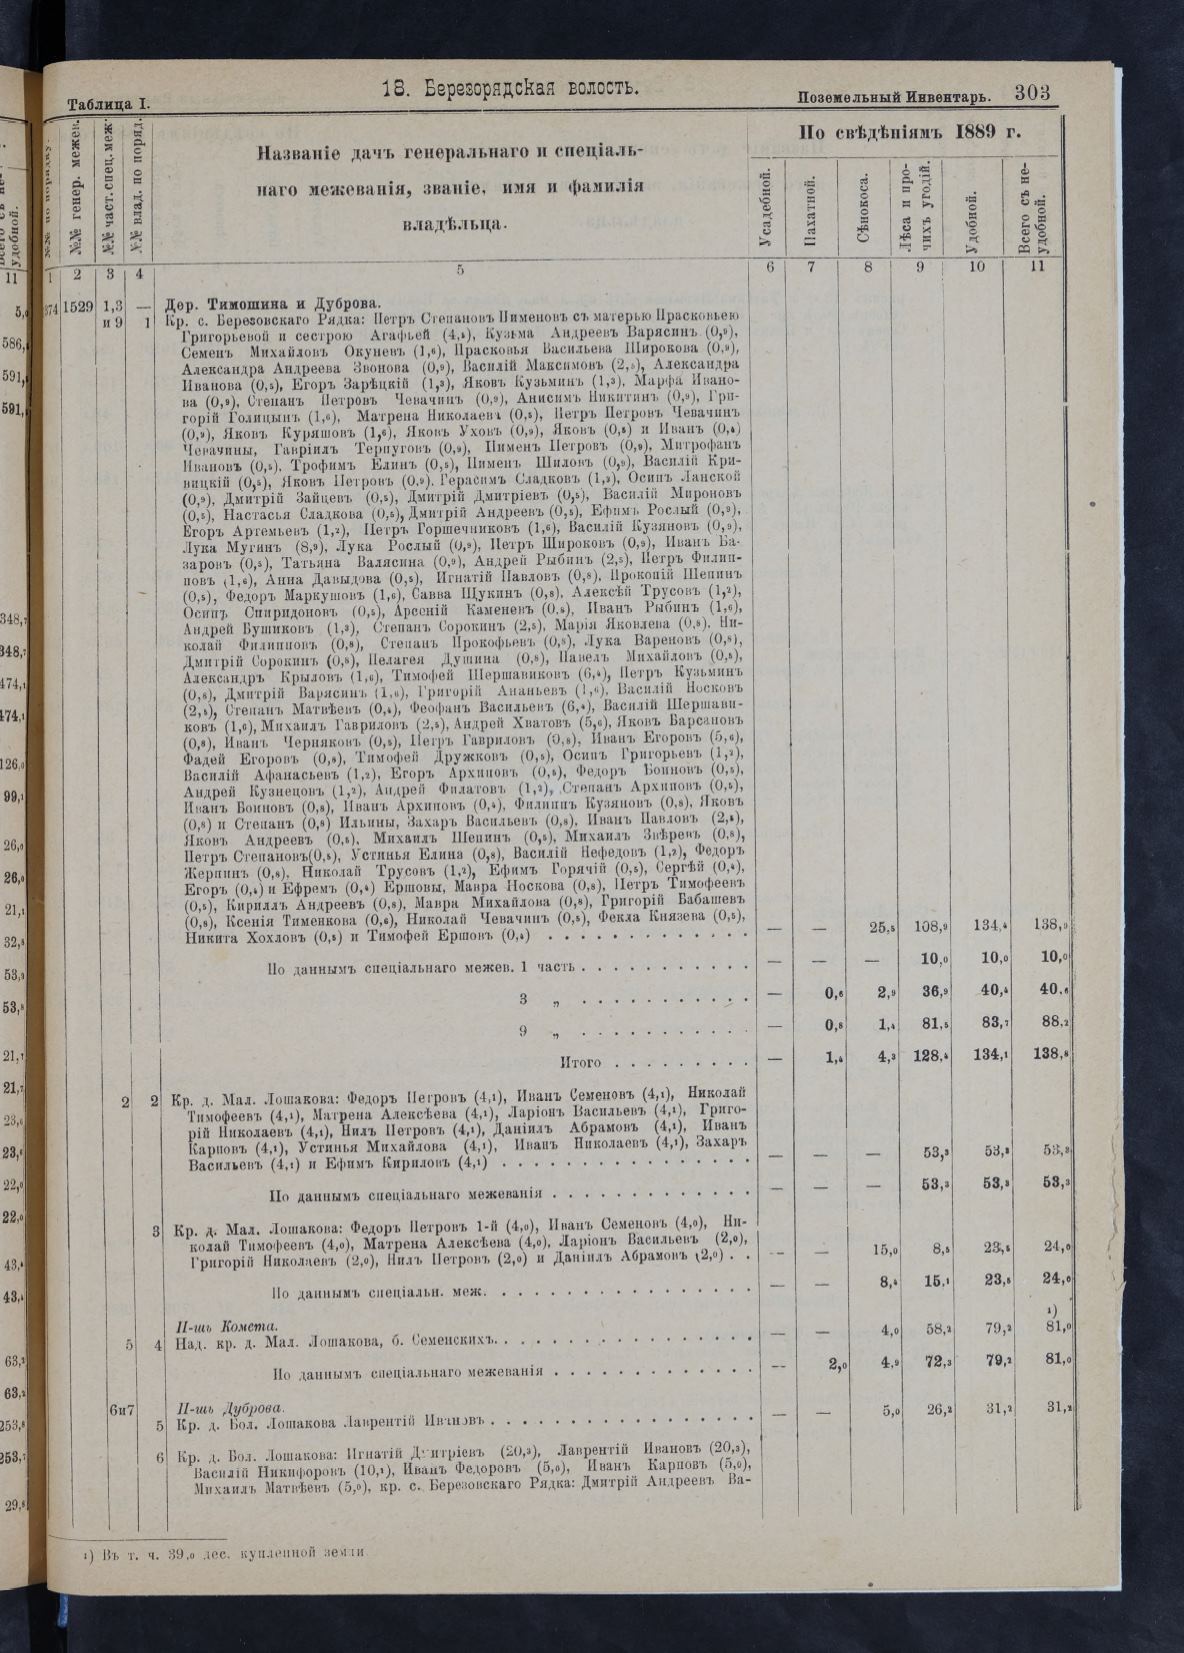 Таблица I.
18. Березорядская волость.
Поземельный Инвентарь. 303
№№ по порядку.
№№ генер. межев.
№№ част. спец. меж.
№№ влад. по поряд.
Названіе дачъ генеральнаго и спеціаль-
наго межеванія, званіе, имя и фамилія
владѣльца.
По свѣдѣніямъ 1889 г.
Усадебной.
Пахатной.
Сѣнокоса.
Лѣса и про-
чихъ угодій.
Удобной.
Всего съ не-
удобной.
1 2 3 4 5 6 7 8 9 10 11
374 1529 1,3 — Дер. Тимошина и Дуброва.
и 9 1 Кр. с. Березовскаго Рядка: Петръ Степановъ Пименовъ съ матерью Прасковьею
Григорьевой и сестрою Агафьей (4,1), Кузьма Андреевъ Варясинъ (0,9),
Семенъ Михайловъ Окуневъ (1,6), Прасковья Васильева Широкова (0,9),
Александра Андреева Звонова (0,9), Василій Максимовъ (2,5), Александра
Иванова (0,5), Егоръ Зарѣцкій (1,3), Яковъ Кузьминъ (1,3), Марфа Ивано-
ва (0,9), Степанъ Петровъ Чевачинъ (0,9), Анисимъ Никитинъ (0,9), Гри-
горій Голицынъ (1,6), Матрена Николаева (0,5), Петръ Петровъ Чевачинъ
(0,9), Яковъ Куряшовъ (1,6), Яковъ Уховъ (0,9), Яковъ (0,5) и Иванъ (0,4)
Чевачины, Гавріилъ Терпуговъ (0,9), Пименъ Петровъ (0,9), Митрофанъ
Ивановъ (0,5), Трофимъ Елинъ (0,5), Пименъ Шиловъ (0,9), Василій Кри-
вицкій (0,5), Яковъ Петровъ (0,9), Герасимъ Сладковъ (1,3), Осипъ Ланской
(0,9), Дмитрій Зайцевъ (0,5), Дмитрій Дмитріевъ (0,5), Василій Мироновъ
(0,5), Настасья Сладкова (0,5), Дмитрій Андреевъ (0,5), Ефимъ Рослый (0,9),
Егоръ Артемьевъ (1,2), Петръ Горшечниковъ (1,6), Василій Кузяновъ (0,9),
Лука Мугинъ (8,9), Лука Рослый (0,9), Петръ Широковъ (0,9), Иванъ Ба-
заровъ (0,5), Татьяна Валясина (0,9), Андрей Рыбинъ (2,5), Петръ Филип-
повъ (1,6), Анна Давыдова (0,5), Игнатій Павловъ (0,8), Прокопій Шепинъ
(0,5), Федоръ Маркушовъ (1,6), Савва Щукинъ (0,8), Алексѣй Трусовъ (1,2),
Осипъ Спиридоновъ (0,5), Арсеній Каменевъ (0,8), Иванъ Рыбинъ (1,6),
Андрей Бушиковъ (1,3), Степанъ Сорокинъ (2,5), Марія Яковлева (0,8), Ни-
колай Филипповъ (0,8), Степанъ Прокофьевъ (0,8), Лука Вареновъ (0,8),
Дмитрій Сорокинъ (0,8), Пелагея Душина (0,8), Павелъ Михайловъ (0,8),
Александръ Крыловъ (1,6), Тимофей Шершавиковъ (6,4), Петръ Кузьминъ
(0,8), Дмитрій Варясинъ (1,6), Григорій Ананьевъ (1,6), Василій Носковъ
(2,5), Степанъ Матвѣевъ (0,4), Феофанъ Васильевъ (6,4), Василій Шершави-
ковъ (1,6), Михаилъ Гавриловъ (2,5), Андрей Хватовъ (5,6), Яковъ Барсановъ
(0,8), Иванъ Черняковъ (0,5), Петръ Гавриловъ (0,8), Иванъ Егоровъ (5,6),
Фадей Егоровъ (0,8), Тимофей Дружковъ (0,5), Осипъ Григорьевъ (1,2),
Василій Афанасьевъ (1,2), Егоръ Архиповъ (0,5), Федоръ Боиновъ (0,5),
Андрей Кузнецовъ (1,2), Андрей Филатовъ (1,2), Степанъ Архиповъ (0,5),
Иванъ Боиновъ (0,8), Иванъ Архиповъ (0,4), Филиппъ Кузяновъ (0,8), Яковъ
(0,8) и Степанъ (0,8) Ильины, Захаръ Васильевъ (0,8), Иванъ Павловъ (2,8),
Яковъ Андреевъ (0,5), Михаилъ Шепинъ (0,5), Михаилъ Звѣревъ (0,8),
Петръ Степановъ(0,5), Устинья Елина (0,8), Василій Нефедовъ (1,2), Федоръ
Жерпинъ (0,8), Николай Трусовъ (1,2), Ефимъ Горячій (0,5), Сергѣй (0,4),
Егоръ (0,4) и Ефремъ (0,4) Ершовы, Мавра Носкова (0,8), Петръ Тимофеевъ
(0,5), Кириллъ Андреевъ (0,8), Мавра Михайлова (0,8), Григорій Бабашевъ
(0,8), Ксенія Тименкова (0,6), Николай Чевачинъ (0,5), Фекла Князева (0,5),
Никита Хохловъ (0,5) и Тимофей Ершовъ (0,4) . . . — — 25,5 108,9 134,4 138,9
По данымъ спеціальнаго межев. 1 часть . . . — — — 10,0 10,0 10,0
3 „ . . . — 0,6 2,9 36,9 40,4 40,6
9 „ . . . — 0,8 1,4 81,5 83,7 88,2
Итого . . . — 1,4 4,3 128,4 134,1 138,8
2 2 Кр. д. Мал. Лошакова: Федоръ Петровъ (4,1), Иванъ Семеновъ (4,1), Николай
Тимофеевъ (4,1), Матрена Алексѣева (4,1), Ларіонъ Васильевъ (4,1), Григо-
рій Николаевъ (4,1), Нилъ Петровъ (4,1), Даніилъ Абрамовъ (4,1), Иванъ
Карповъ (4,1), Устинья Михайлова (4,1), Иванъ Николаевъ (4,1), Захаръ
Васильевъ (4,1) и Ефимъ Кириловъ (4,1) . . . — — — 53,3 53,3 53,3
По даннымъ спеціальнаго межеванія . . . — — — 53,3 53,3 53,3
3 Кр. д. Мал. Лошакова: Федоръ Петровъ 1-й (4,0), Иванъ Семеновъ (4,0), Ни-
колай Тимофеевъ (4,0), Матрена Алексѣева (4,0), Ларіонъ Васильевъ (2,0),
Григорій Николаевъ (2,0), Нилъ Петровъ (2,0) и Даніилъ Абрамовъ (2,0) . . — — 15,0 8,5 23,5 24,0
По даннымъ спеціальн. меж. . . . — — 8,4 15,1 23,5 24,0
П-шь Комета. ¹)
5 4 Над. кр. д. Мал. Лошакова, б. Семенскихъ. . . . — — 4,0 58,2 79,2 81,0
По даннымъ спеціальнаго межеванія . . . — 2,0 4,9 72,3 79,2 81,0
6и7 П-шь Дуброва.
5 Кр. д. Бол. Лошакова Лаврентій Ивановъ . . . — — 5,0 26,2 31,2 31,2
6 Кр. д. Бол. Лошакова: Игнатій Дмитріевъ (20,3), Лаврентій Ивановъ (20,3),
Василій Никифоровъ (10,1), Иванъ Федоровъ (5,0), Иванъ Карповъ (5,0),
Михаилъ Матвѣевъ (5,0), кр. с. Березовскаго Рядка: Дмитрій Андреевъ Ва-
¹) Въ т. ч. 39,0 дес. купленной земли